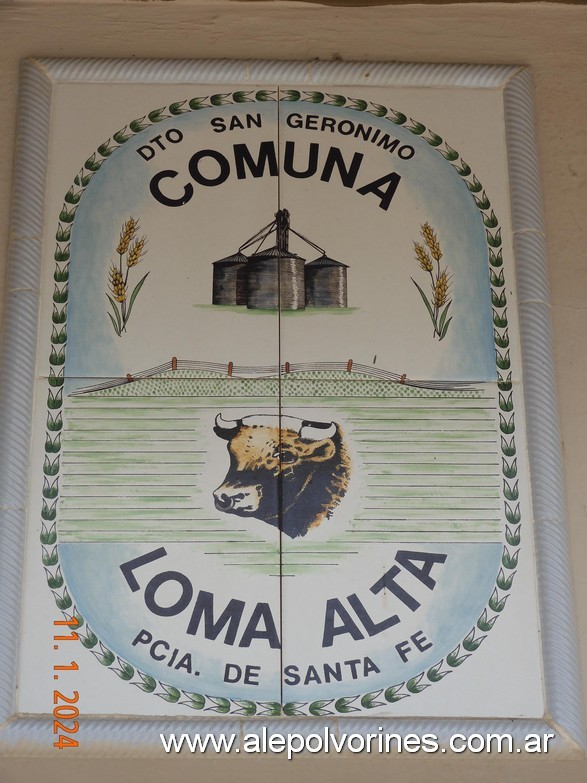 DTO SAN GERONIMO
COMUNA
LOMA ALTA
PCIA. DE SANTA FE
11. 1. 2024
www.alepolvorines.com.ar